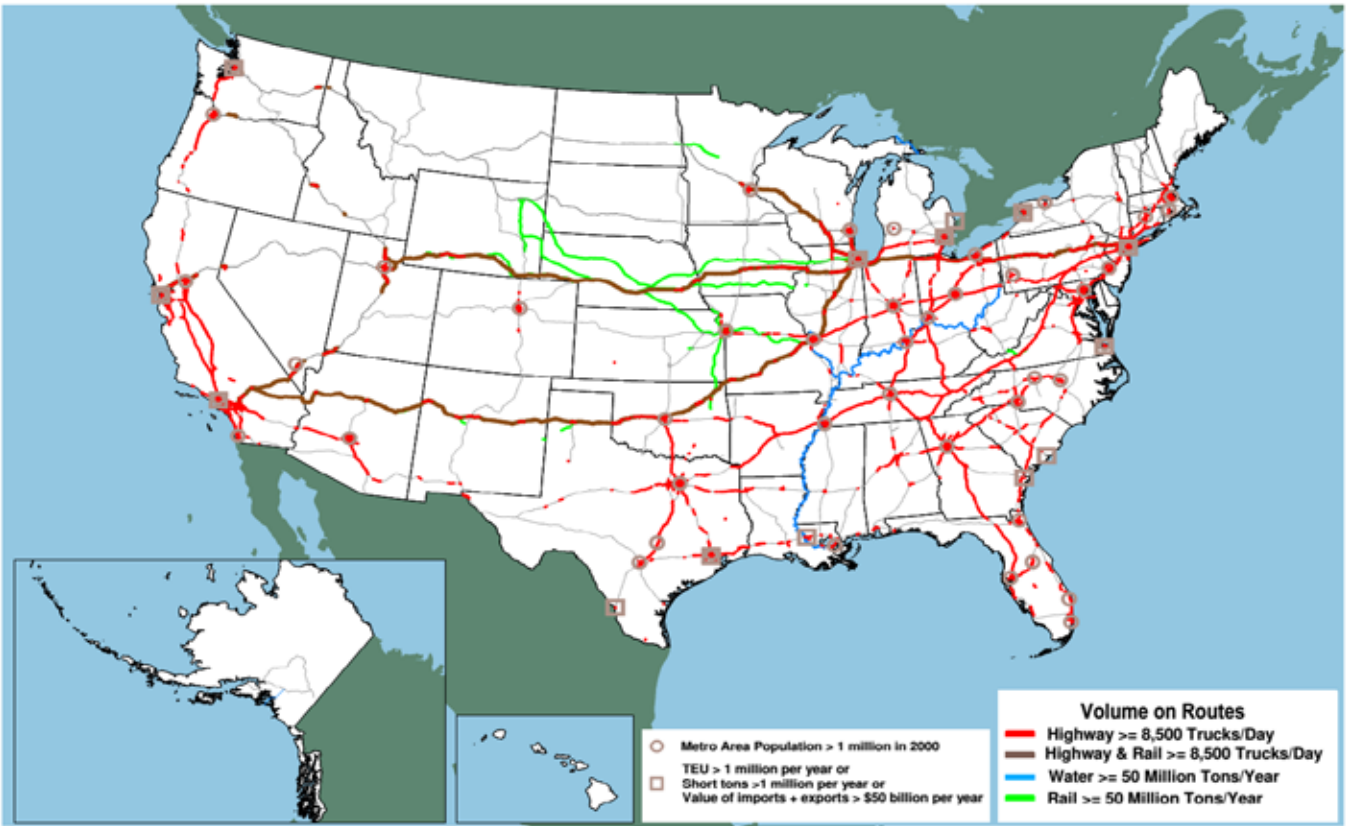 Metro Area Population > 1 million in 2000
TEU > 1 million per year or
Short tons >1 million per year or
Value of imports + exports > $50 billion per year
Volume on Routes
Highway >= 8,500 Trucks/Day
Highway & Rail >= 8,500 Trucks/Day
Water >= 50 Million Tons/Year
Rail >= 50 Million Tons/Year